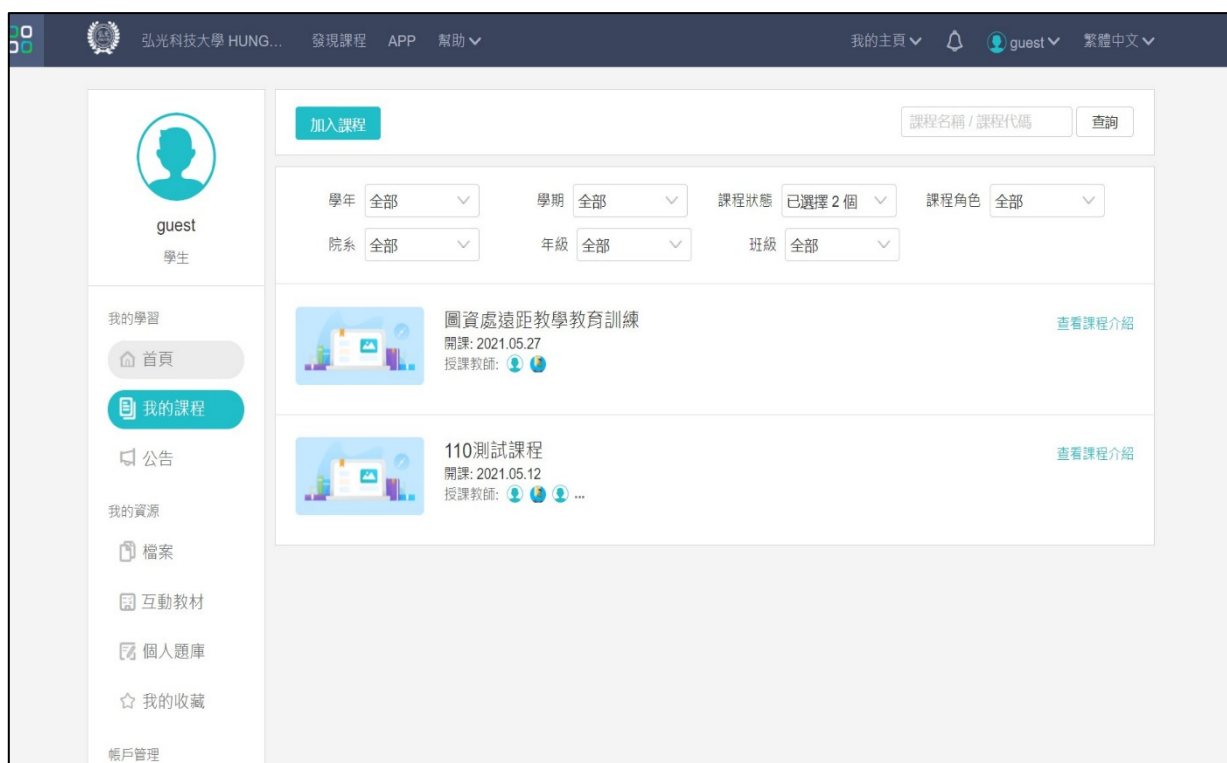 弘光科技大學 HUNG... 發現課程 APP 幫助 我的主頁 guest 繁體中文
guest
學生
我的學習
首頁
我的課程
公告
我的資源
檔案
互動教材
個人題庫
我的收藏
帳戶管理
加入課程 課程名稱 / 課程代碼 查詢
學年 全部 學期 全部 課程狀態 已選擇 2 個 課程角色 全部
院系 全部 年級 全部 班級 全部
圖資處遠距教學教育訓練 查看課程介紹
開課: 2021.05.27
授課教師:
110測試課程 查看課程介紹
開課: 2021.05.12
授課教師: ...